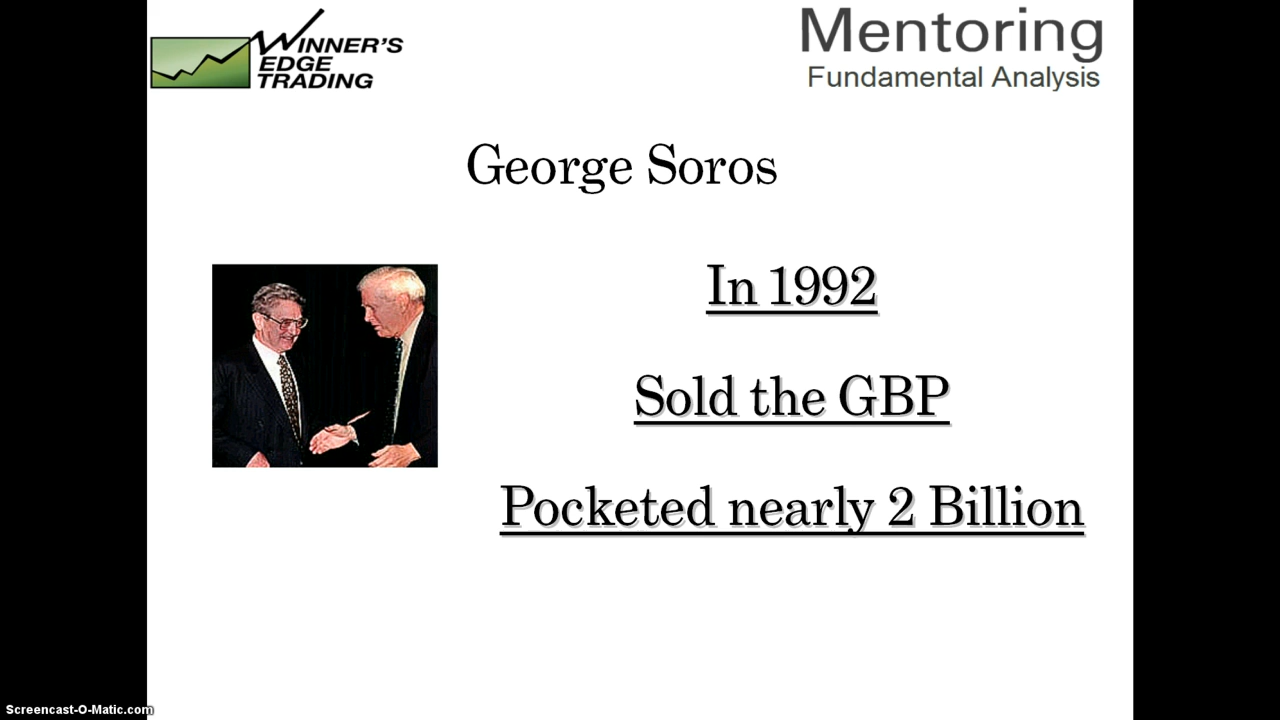 WINNER'S
EDGE
TRADING
Mentoring
Fundamental Analysis
George Soros
In 1992
Sold the GBP
Pocketed nearly 2 Billion
Screencast-O-Matic.com